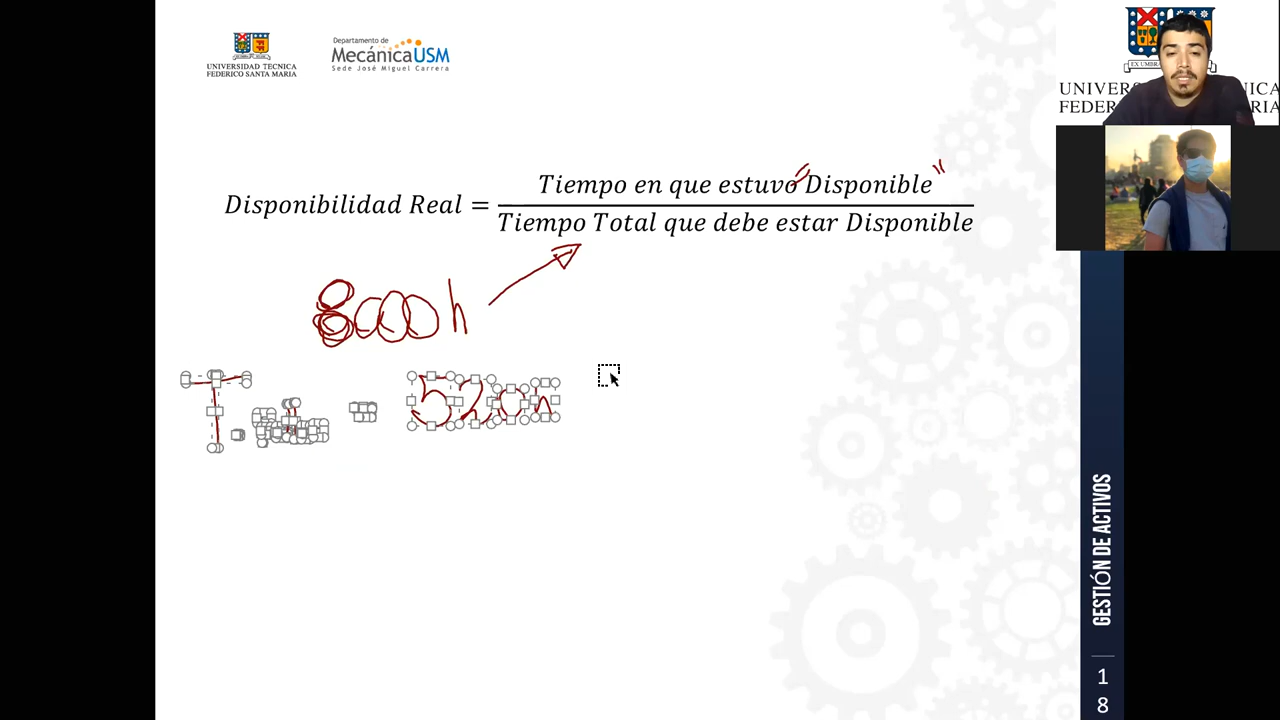 UNIVERSIDAD TECNICA
FEDERICO SANTA MARIA
Departamento de
MecánicaUSM
Sede José Miguel Carrera
Disponibilidad Real = Tiempo en que estuvo "Disponible"
Tiempo Total que debe estar Disponible
8000 h
520h
GESTIÓN DE ACTIVOS
1
8